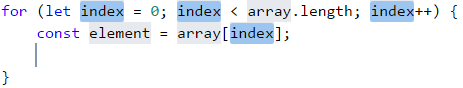 for (let index = 0; index < array.length; index++) {
    const element = array[index];
}